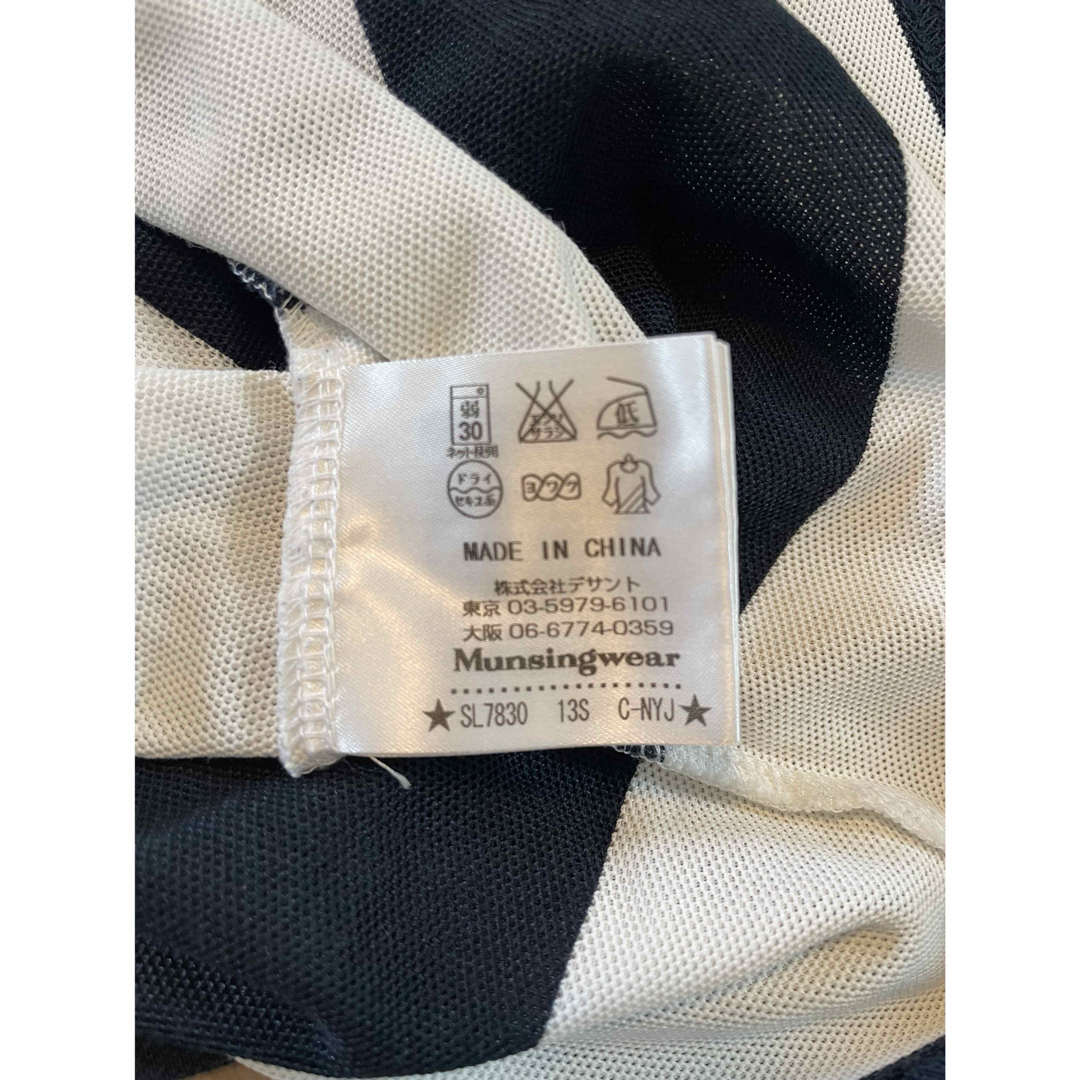 弱
30
ネット使用
エンソ
サラシ
低
ドライ
セキユ系
ヨワク
MADE IN CHINA
株式会社デサント
東京 03-5979-6101
大阪 06-6774-0359
Munsingwear
★SL7830 13S C-NYJ★